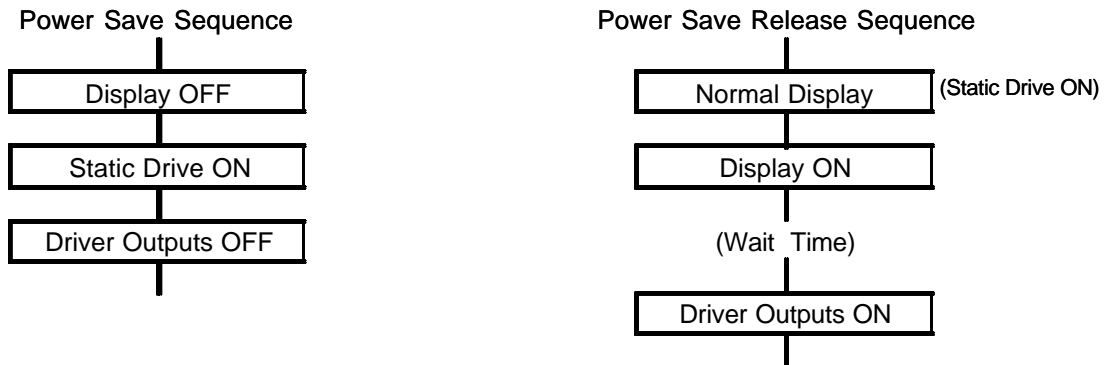 Power Save Sequence
Display OFF
Static Drive ON
Driver Outputs OFF
Power Save Release Sequence
Normal Display
(Static Drive ON)
Display ON
(Wait Time)
Driver Outputs ON